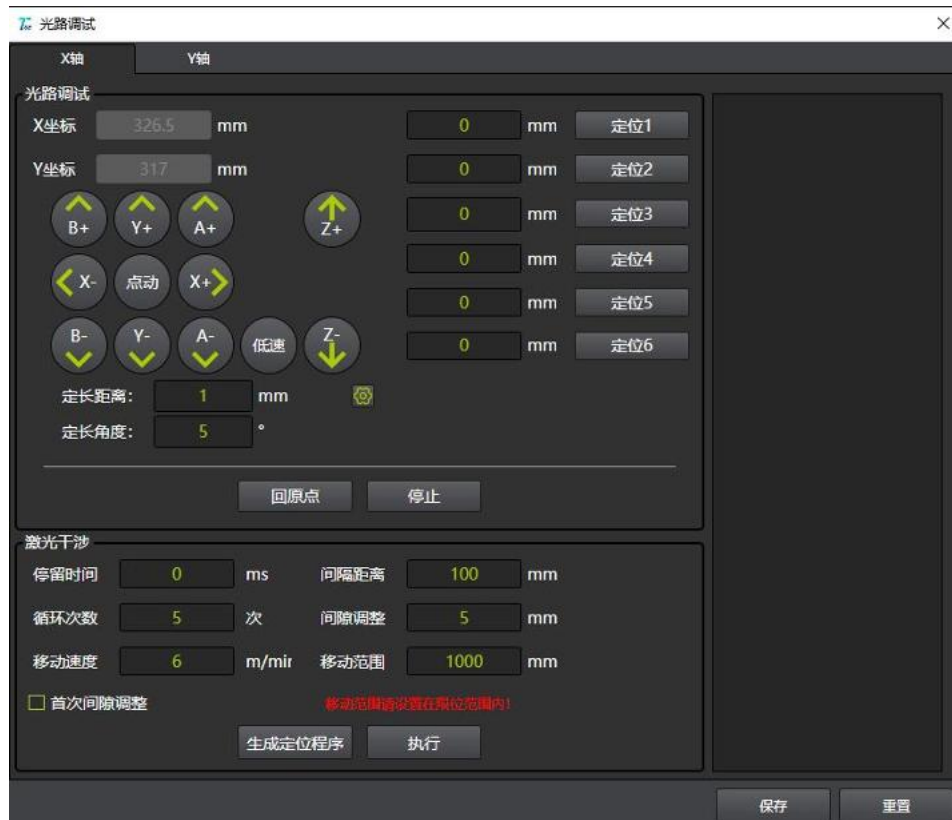 光路调试
X轴 Y轴
光路调试
X坐标 326.5 mm 0 mm 定位1
Y坐标 317 mm 0 mm 定位2
B+ Y+ A+ Z+ 0 mm 定位3
0 mm 定位4
X- 点动 X+ 0 mm 定位5
B- Y- A- 低速 Z- 0 mm 定位6
定长距离: 1 mm
定长角度: 5 °
回原点 停止
激光干涉
停留时间 0 ms 间隔距离 100 mm
循环次数 5 次 间隙调整 5 mm
移动速度 6 m/mir 移动范围 1000 mm
首次间隙调整 移动范围请设置在限位范围内!
生成定位程序 执行
保存 重置